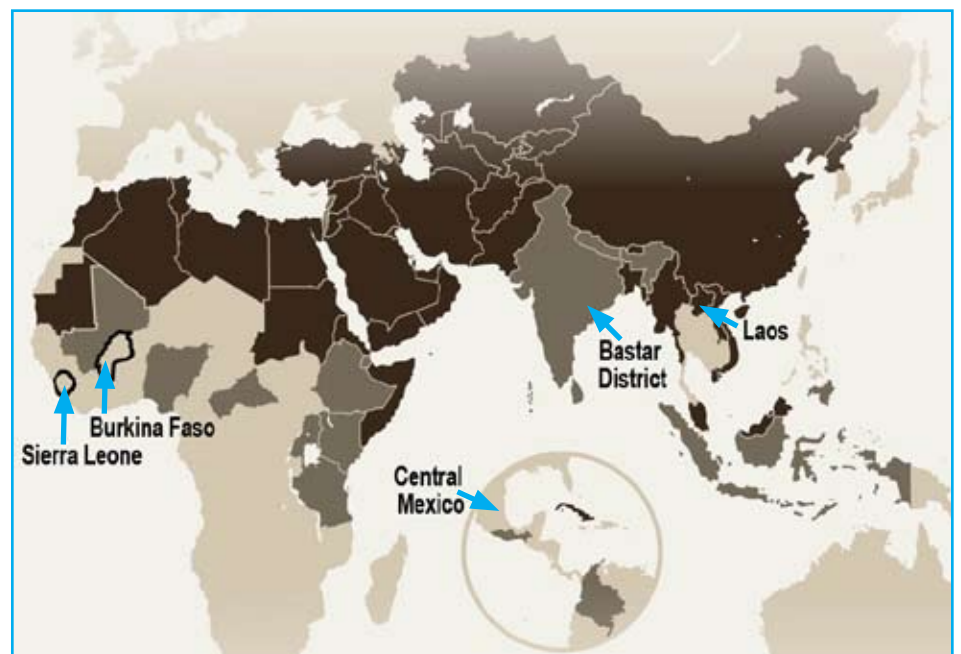 Laos
Bastar
District
Burkina Faso
Sierra Leone
Central
Mexico